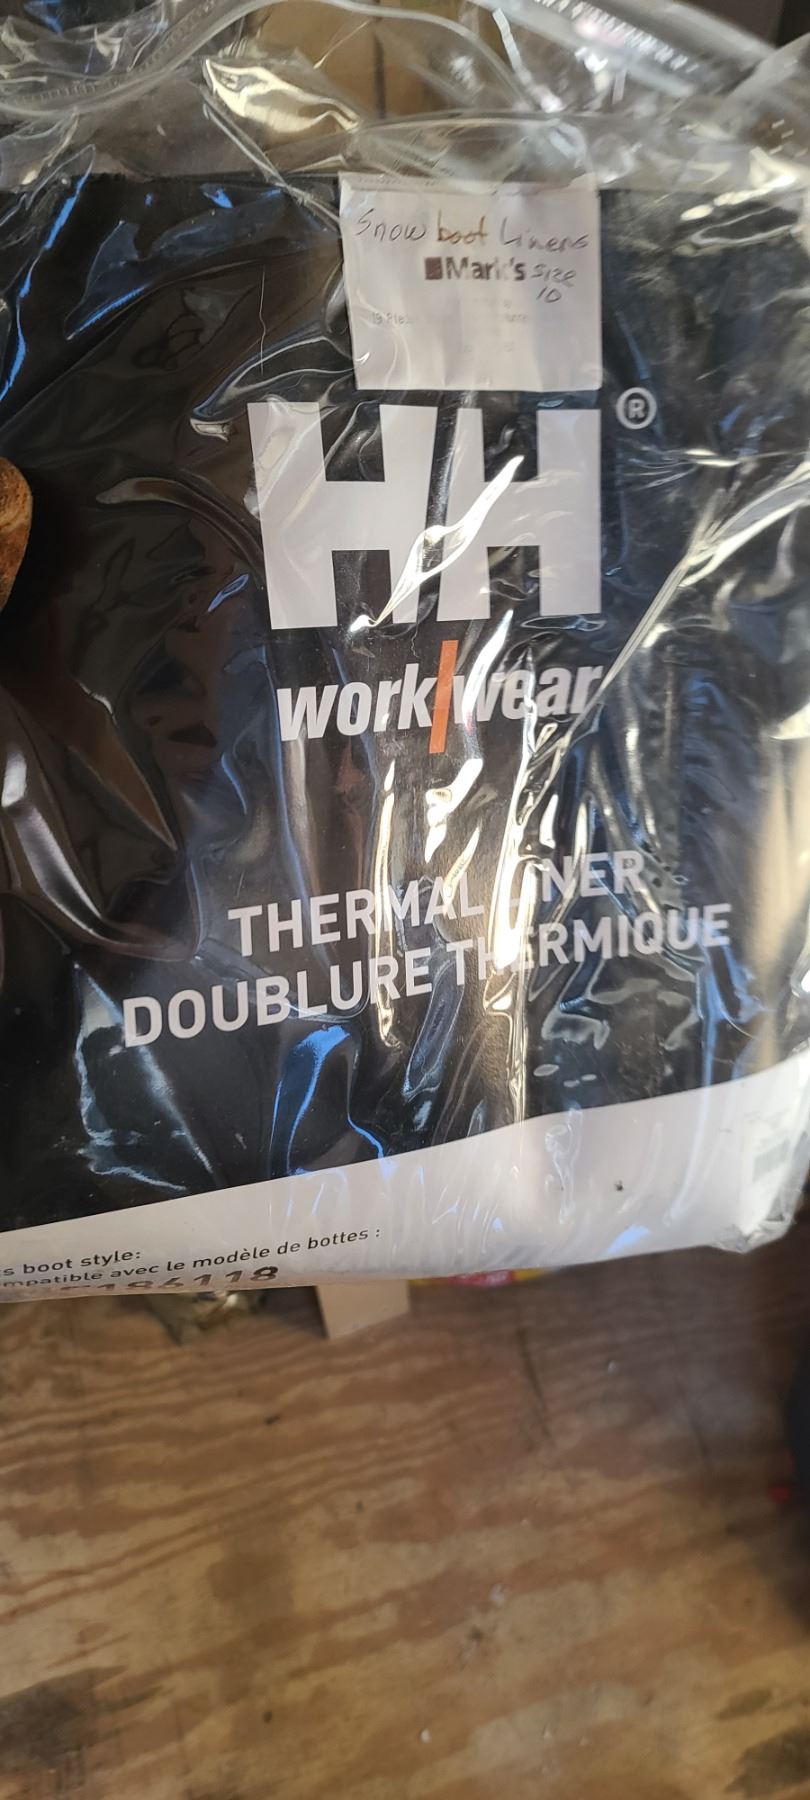 Snow boot Liners
Mark's Size
10
HH®
work/wear
THERMAL LINER
DOUBLURE THERMIQUE
s boot style:
mpatible avec le modèle de bottes :
186118